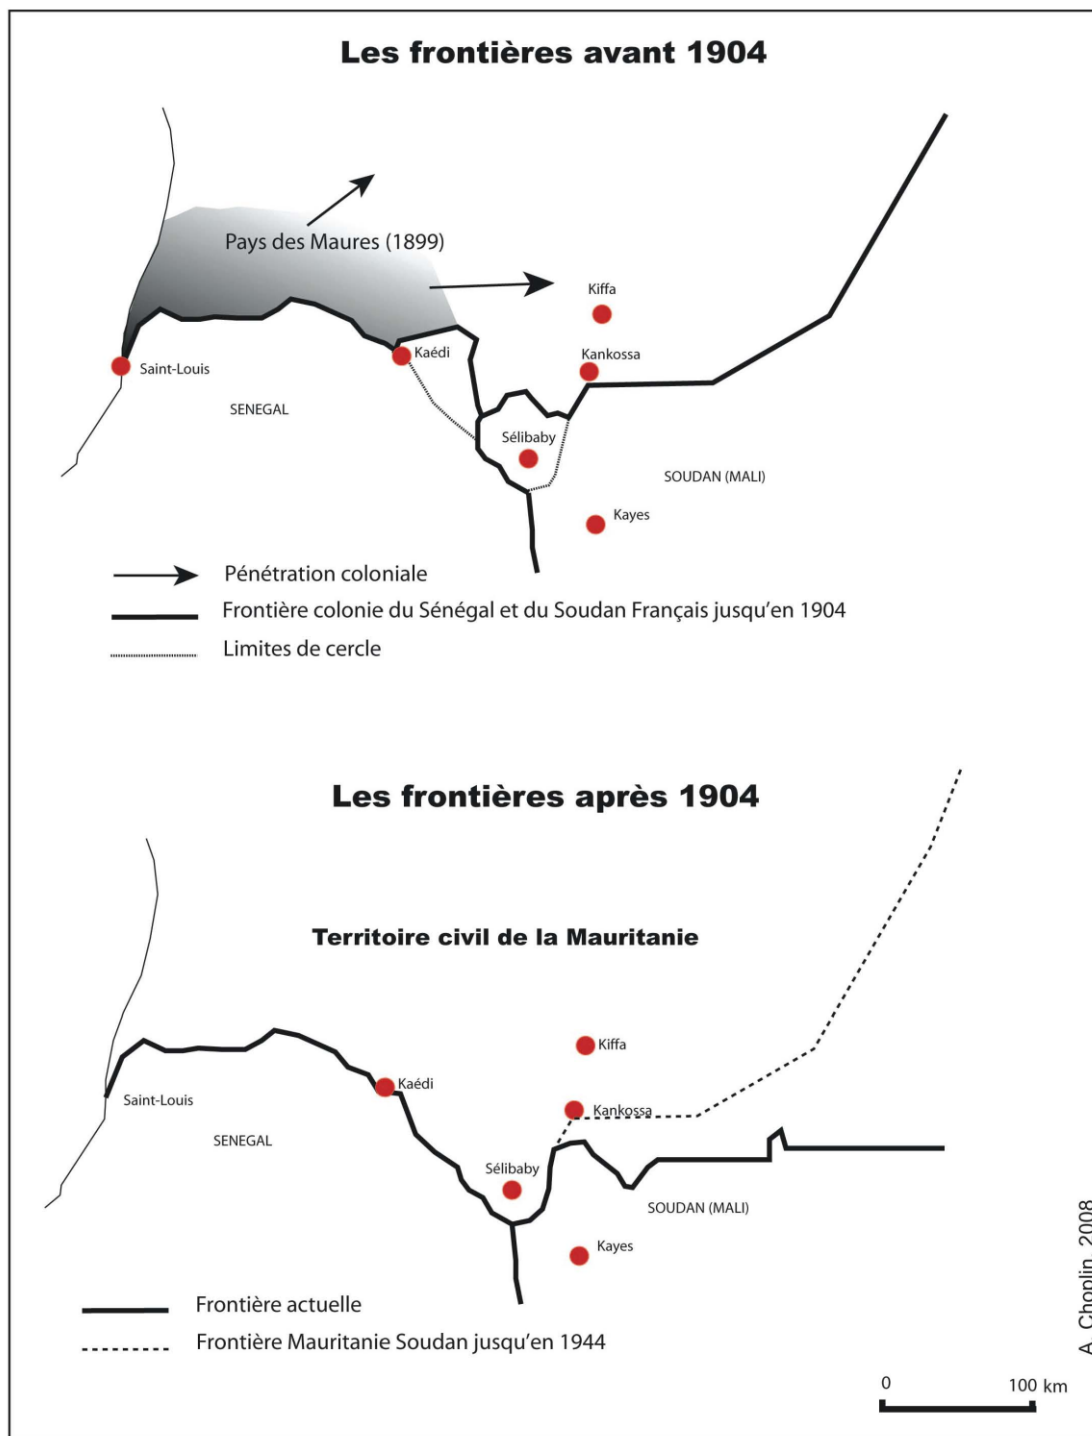 Les frontières avant 1904
Pays des Maures (1899)
Kiffa
Kankossa
Kaédi
Saint-Louis
SENEGAL
Sélibaby
SOUDAN (MALI)
Kayes
Pénétration coloniale
Frontière colonie du Sénégal et du Soudan Français jusqu'en 1904
Limites de cercle
Les frontières après 1904
Territoire civil de la Mauritanie
Kiffa
Kaédi
Saint-Louis
Kankossa
SENEGAL
Sélibaby
SOUDAN (MALI)
Kayes
Frontière actuelle
Frontière Mauritanie Soudan jusqu'en 1944
A. Choplin, 2008
0 100 km